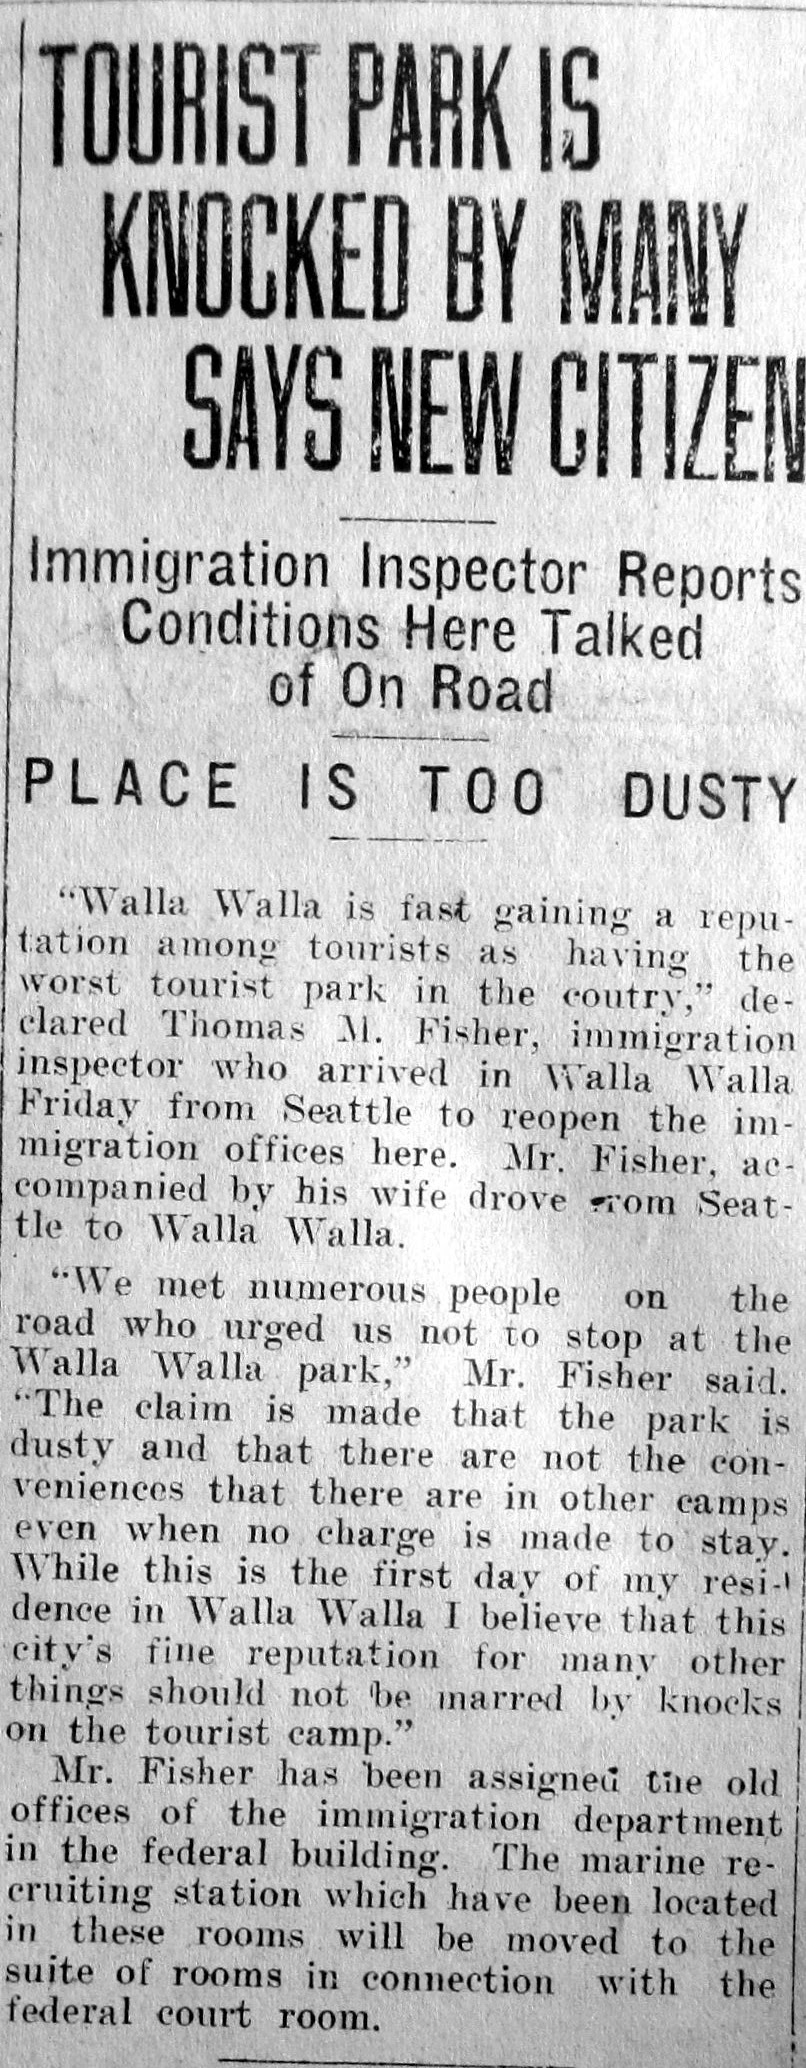 TOURIST PARK IS
KNOCKED BY MANY
SAYS NEW CITIZEN
Immigration Inspector Reports
Conditions Here Talked
of On Road
PLACE IS TOO DUSTY
"Walla Walla is fast gaining a repu-
tation among tourists as having the
worst tourist park in the coutry," de-
clared Thomas M. Fisher, immigration
inspector who arrived in Walla Walla
Friday from Seattle to reopen the im-
migration offices here. Mr. Fisher, ac-
companied by his wife drove from Seat-
tle to Walla Walla.
"We met numerous people on the
road who urged us not to stop at the
Walla Walla park," Mr. Fisher said.
"The claim is made that the park is
dusty and that there are not the con-
veniences that there are in other camps
even when no charge is made to stay.
While this is the first day of my resi-
dence in Walla Walla I believe that this
city's fine reputation for many other
things should not be marred by knocks
on the tourist camp."
Mr. Fisher has been assigned the old
offices of the immigration department
in the federal building. The marine re-
cruiting station which have been located
in these rooms will be moved to the
suite of rooms in connection with the
federal court room.